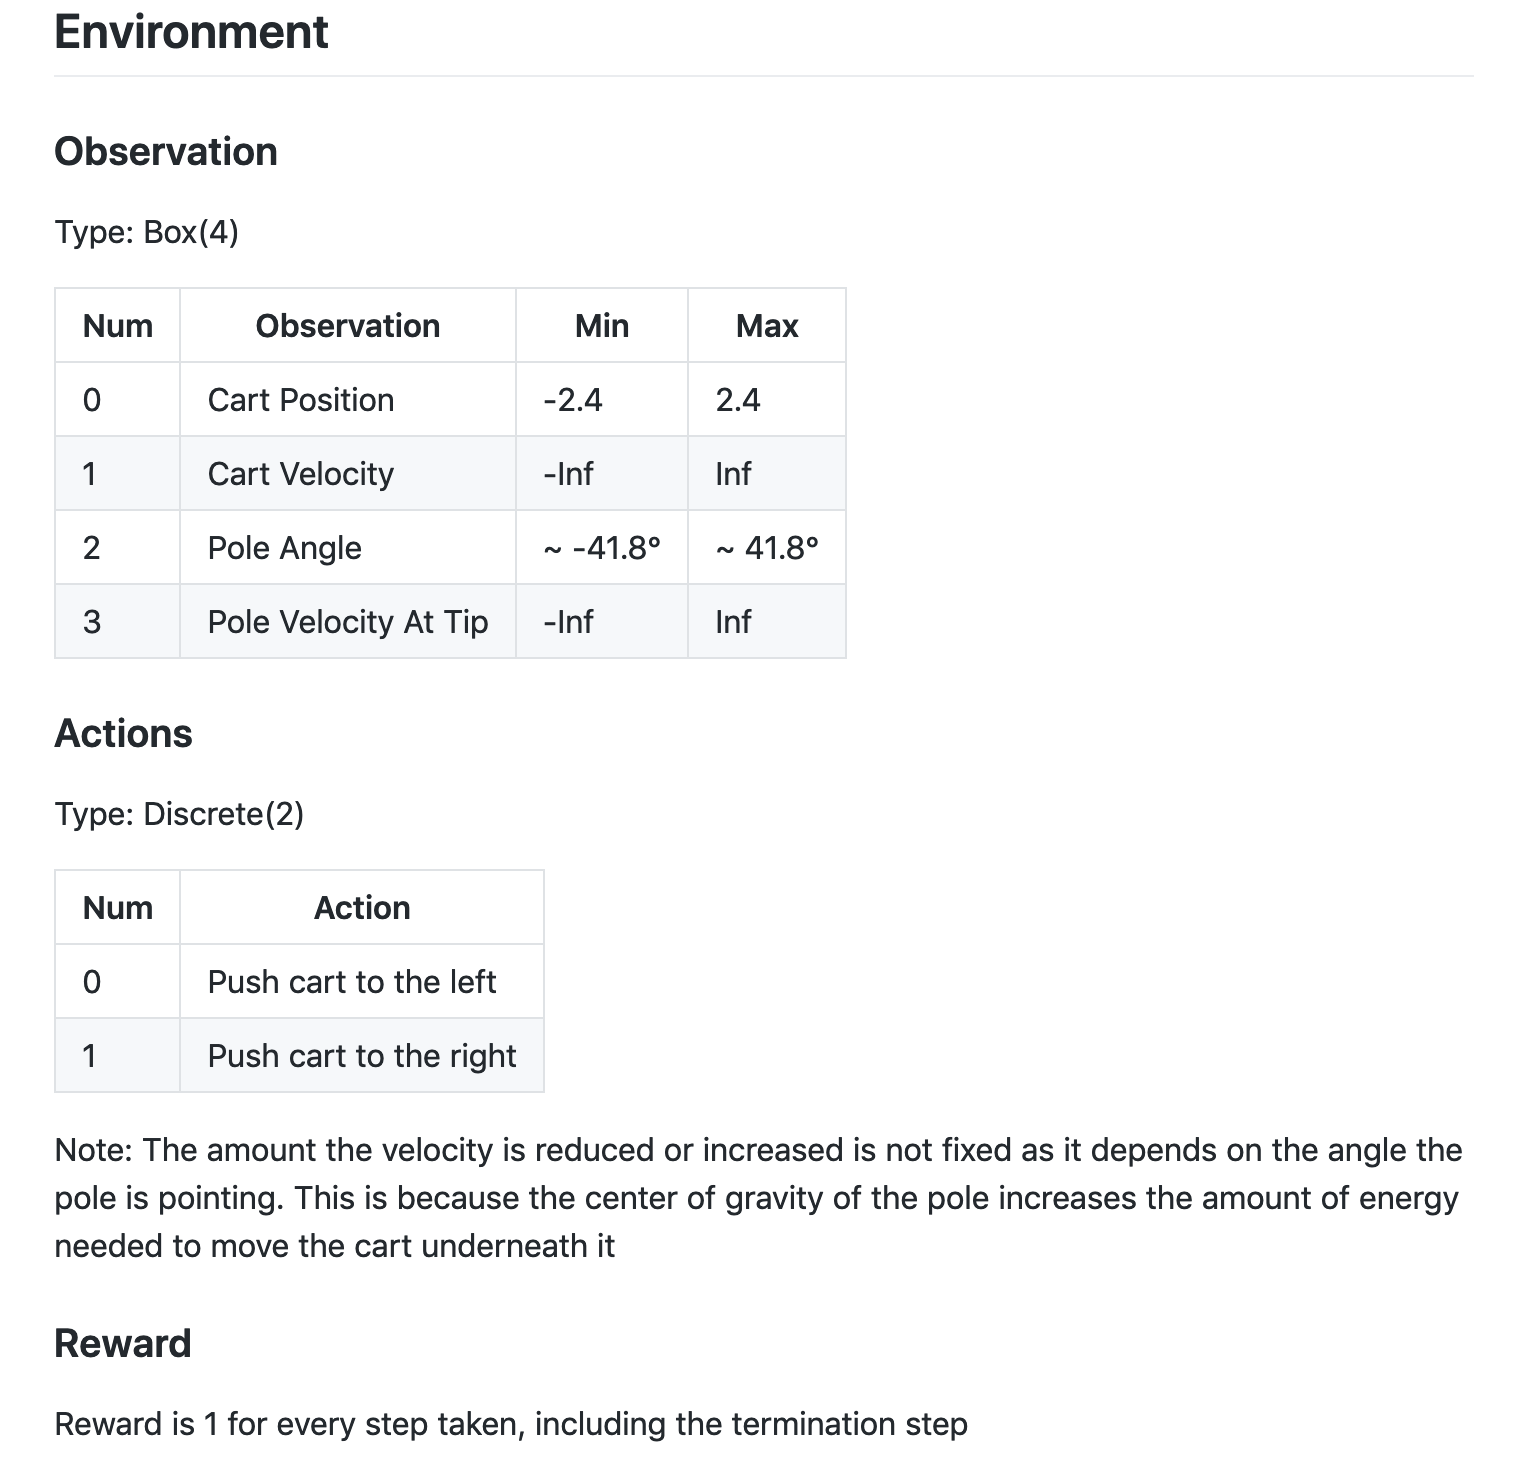 Environment
Observation
Type: Box(4)
Num Observation Min Max
0 Cart Position -2.4 2.4
1 Cart Velocity -Inf Inf
2 Pole Angle ~ -41.8° ~ 41.8°
3 Pole Velocity At Tip -Inf Inf
Actions
Type: Discrete(2)
Num Action
0 Push cart to the left
1 Push cart to the right
Note: The amount the velocity is reduced or increased is not fixed as it depends on the angle the
pole is pointing. This is because the center of gravity of the pole increases the amount of energy
needed to move the cart underneath it
Reward
Reward is 1 for every step taken, including the termination step